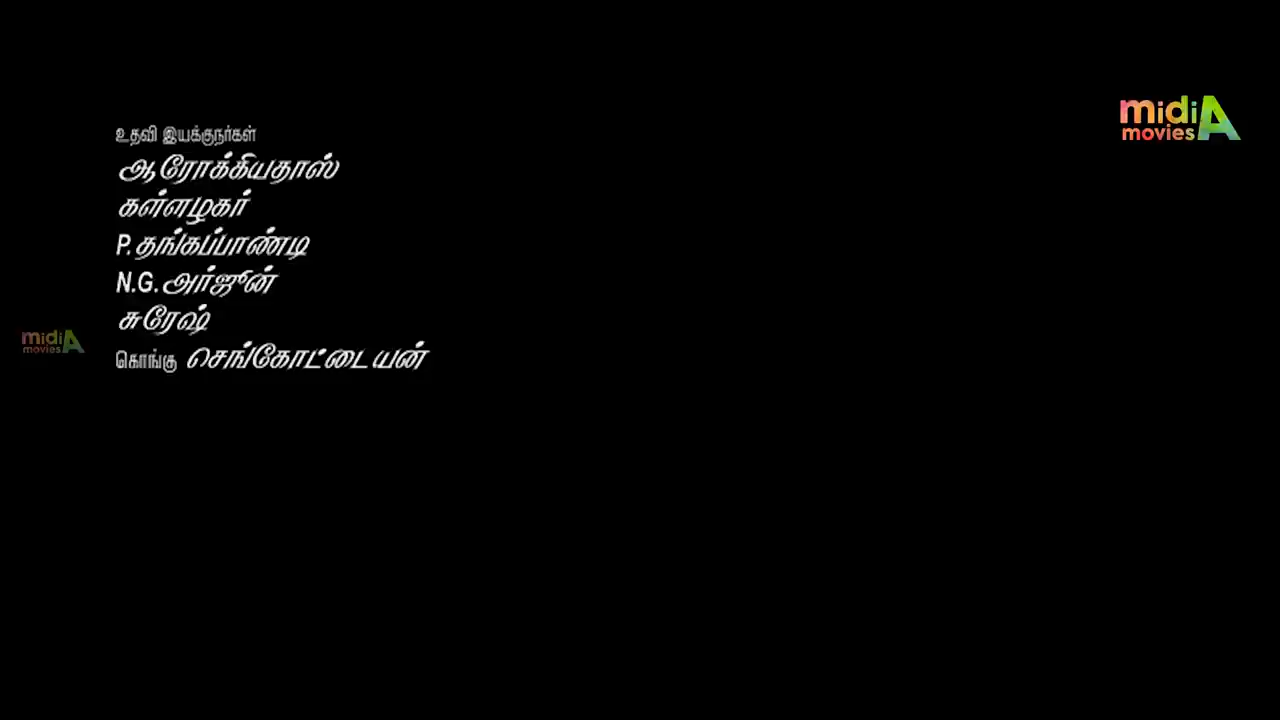 midiA
movies
உதவி இயக்குநர்கள்
ஆரோக்கியதாஸ்
கள்ளழகர்
P.தங்கப்பாண்டி
N.G.அர்ஜூன்
சுரேஷ்
கொங்கு செங்கோட்டையன்
midiA
movies